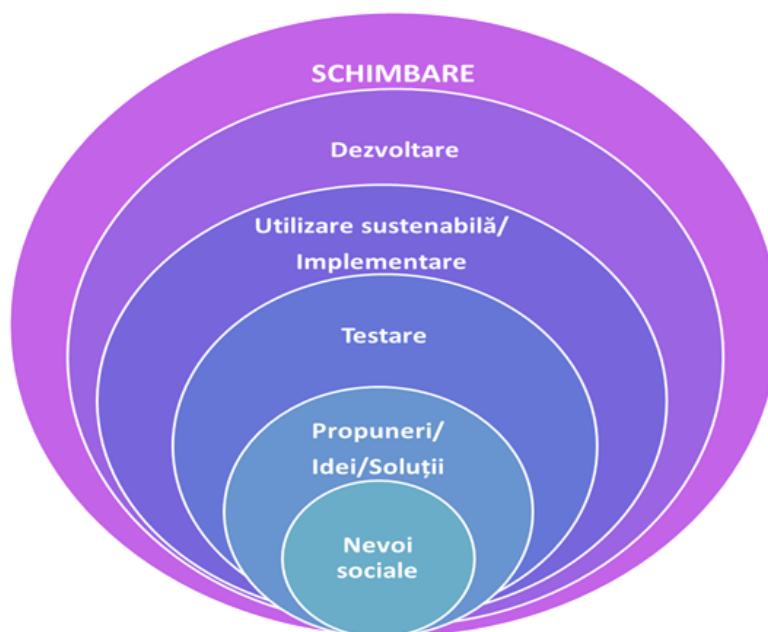 SCHIMBARE
Dezvoltare
Utilizare sustenabilă/
Implementare
Testare
Propuneri/
Idei/Soluții
Nevoi
sociale